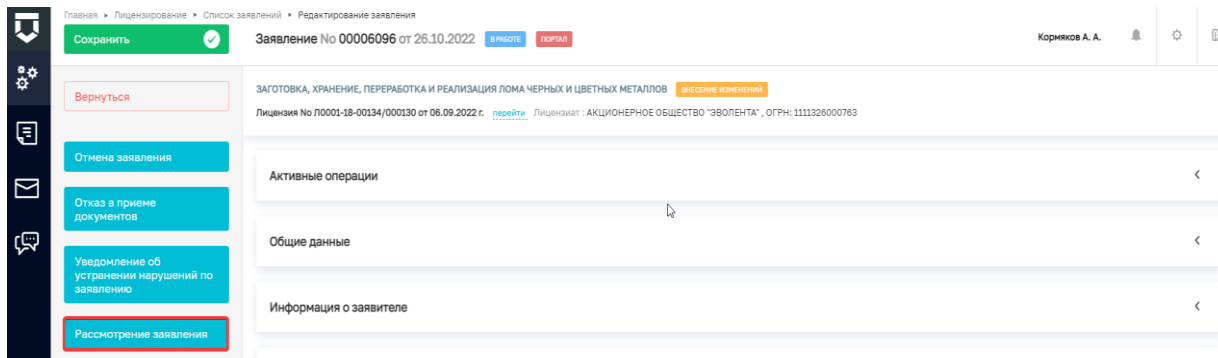 Главная ▸ Лицензирование ▸ Список заявлений ▸ Редактирование заявления
Сохранить
Заявление No 00006096 от 26.10.2022 В РАБОТЕ ПОРТАЛ
Кормяков А. А.
Вернуться
ЗАГОТОВКА, ХРАНЕНИЕ, ПЕРЕРАБОТКА И РЕАЛИЗАЦИЯ ЛОМА ЧЕРНЫХ И ЦВЕТНЫХ МЕТАЛЛОВ ВНЕСЕНИЕ ИЗМЕНЕНИЙ
Лицензия No Л0001-18-00134/000130 от 06.09.2022 г. перейти Лицензиат : АКЦИОНЕРНОЕ ОБЩЕСТВО "ЭВОЛЕНТА" , ОГРН: 1111326000763
Отмена заявления
Отказ в приеме
документов
Уведомление об
устранении нарушений по
заявлению
Рассмотрение заявления
Активные операции
Общие данные
Информация о заявителе